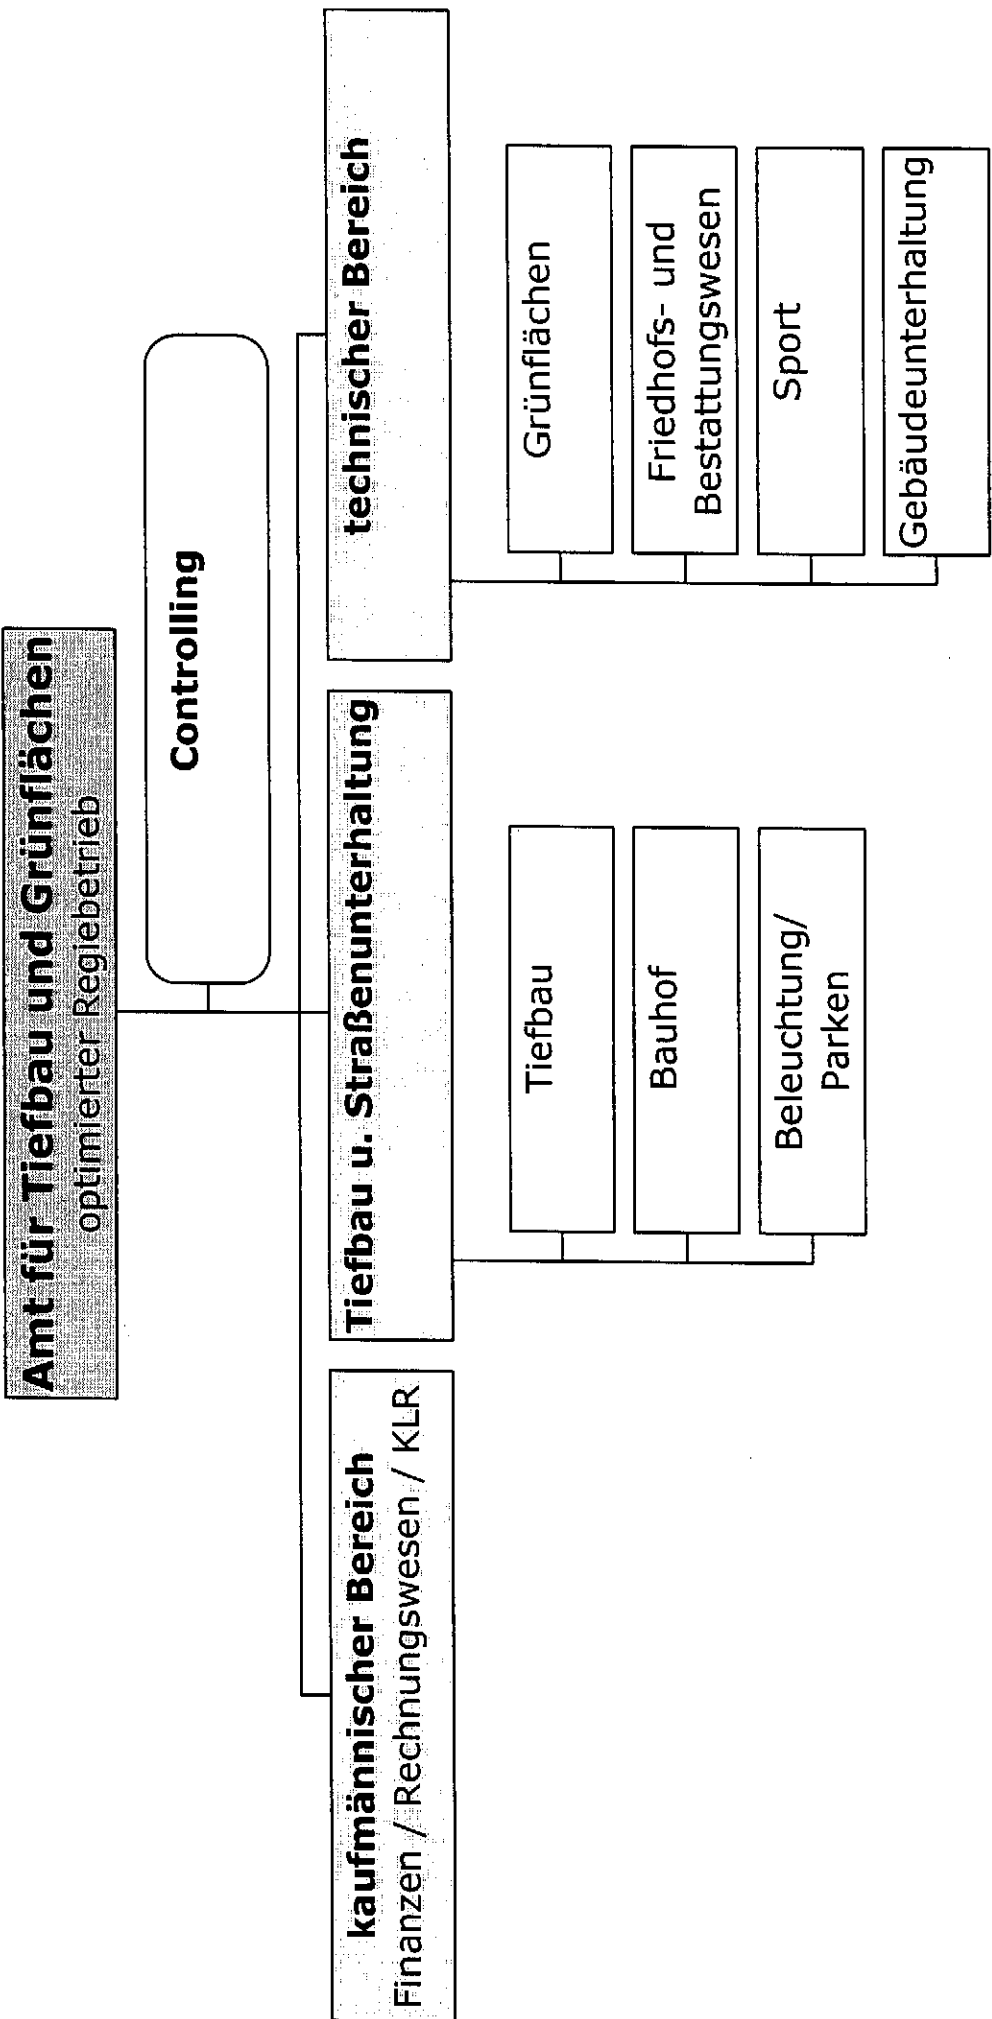 Amt für Tiefbau und Grünflächen
optimierter Regiebetrieb
Controlling
kaufmännischer Bereich
Finanzen / Rechnungswesen / KLR
Tiefbau u. Straßenunterhaltung
Tiefbau
Bauhof
Beleuchtung/
Parken
technischer Bereich
Grünflächen
Friedhofs- und
Bestattungswesen
Sport
Gebäudeunterhaltung